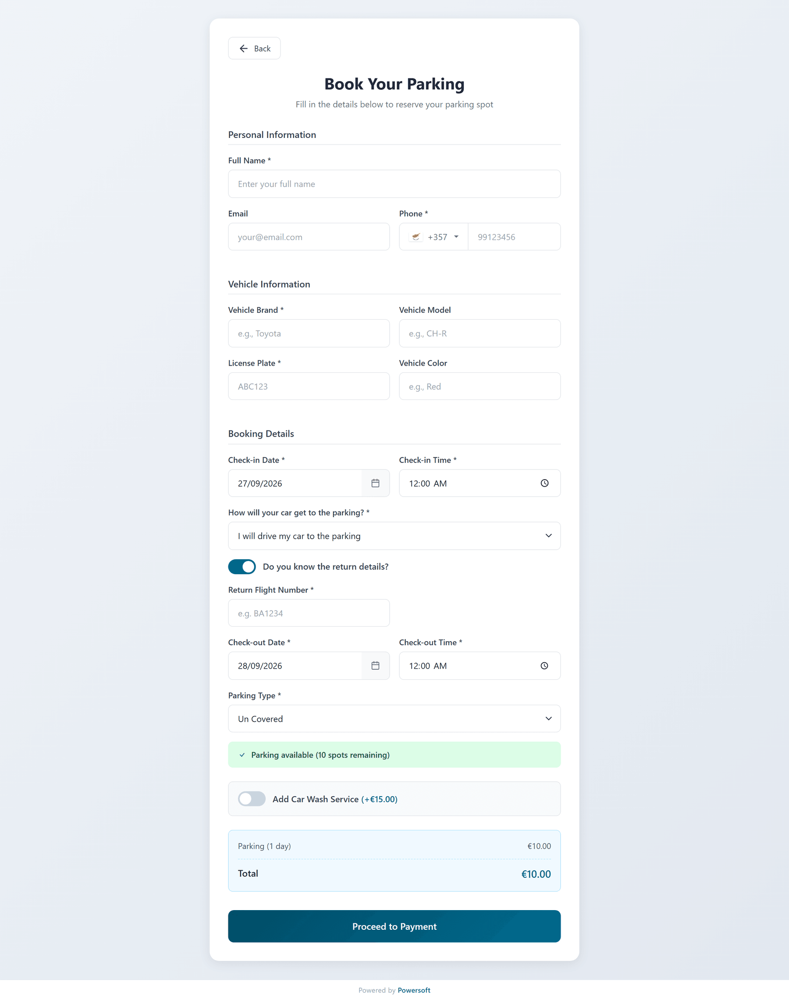 Back
Book Your Parking
Fill in the details below to reserve your parking spot
Personal Information
Full Name *
Enter your full name
Email
Phone *
your@email.com
+357
99123456
Vehicle Information
Vehicle Brand *
Vehicle Model
e.g., Toyota
e.g., CH-R
License Plate *
Vehicle Color
ABC123
e.g., Red
Booking Details
Check-in Date *
Check-in Time *
27/09/2026
12:00 AM
How will your car get to the parking? *
I will drive my car to the parking
Do you know the return details?
Return Flight Number *
e.g. BA1234
Check-out Date *
Check-out Time *
28/09/2026
12:00 AM
Parking Type *
Un Covered
Parking available (10 spots remaining)
Add Car Wash Service (+€15.00)
Parking (1 day)
€10.00
Total
€10.00
Proceed to Payment
Powered by Powersoft